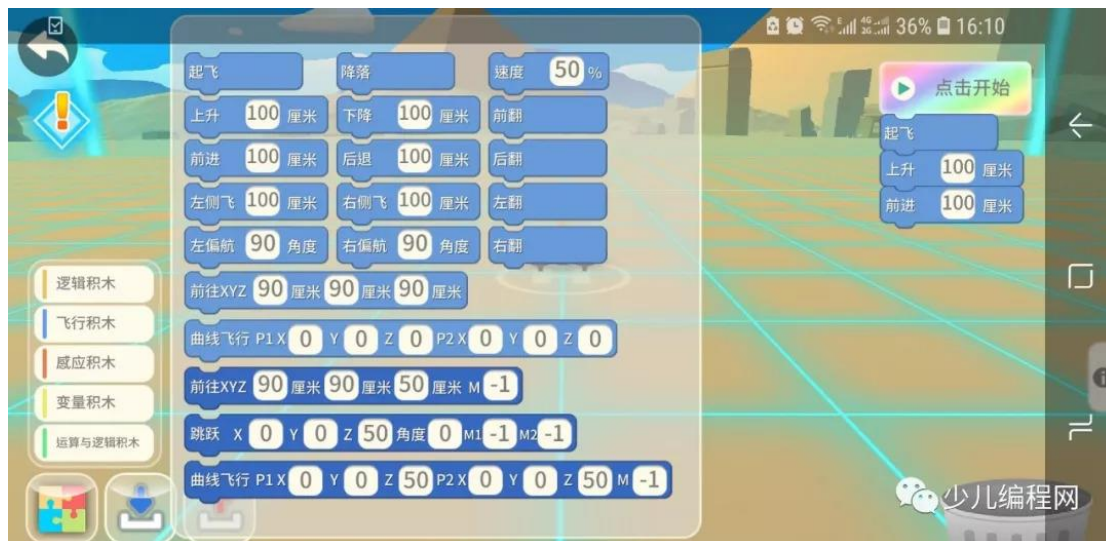 36% 16:10
起飞 降落 速度 50 %
上升 100 厘米 下降 100 厘米 前翻
前进 100 厘米 后退 100 厘米 后翻
左侧飞 100 厘米 右侧飞 100 厘米 左翻
左偏航 90 角度 右偏航 90 角度 右翻
前往XYZ 90 厘米 90 厘米 90 厘米
曲线飞行 P1 X 0 Y 0 Z 0 P2 X 0 Y 0 Z 0
前往XYZ 90 厘米 90 厘米 50 厘米 M -1
跳跃 X 0 Y 0 Z 50 角度 0 M1 -1 M2 -1
曲线飞行 P1 X 0 Y 0 Z 50 P2 X 0 Y 0 Z 50 M -1
逻辑积木
飞行积木
感应积木
变量积木
运算与逻辑积木
点击开始
起飞
上升 100 厘米
前进 100 厘米
少儿编程网